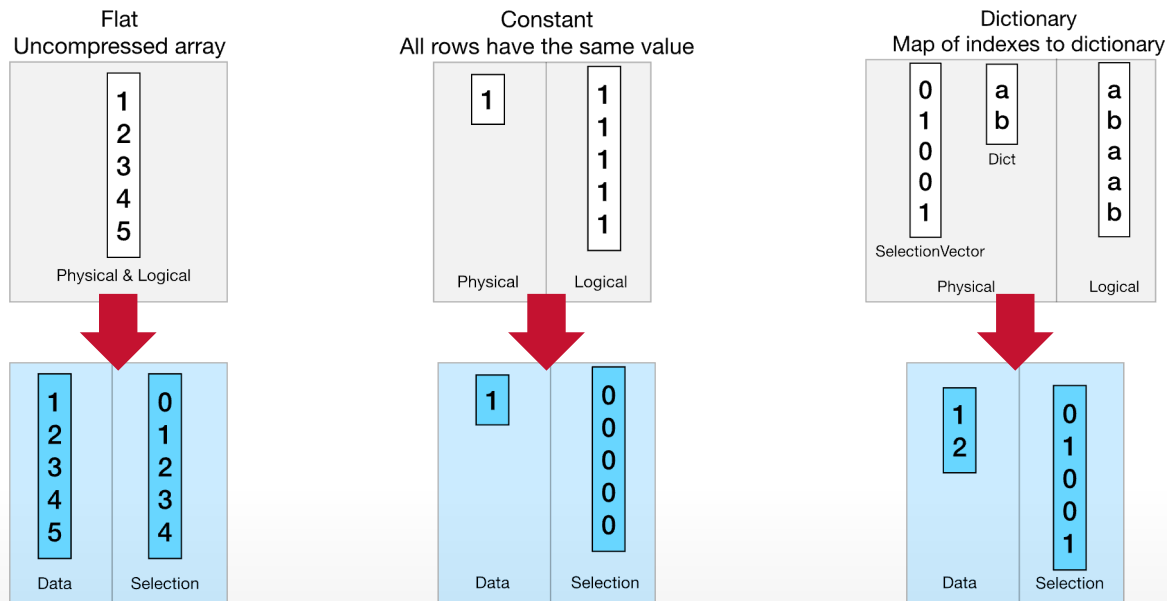 Flat
Uncompressed array
1
2
3
4
5
Physical & Logical
Constant
All rows have the same value
1
1
1
1
1
1
Physical
Logical
Dictionary
Map of indexes to dictionary
0
1
0
0
1
SelectionVector
a
b
Dict
Physical
a
b
a
a
b
Logical
1
2
3
4
5
Data
0
1
2
3
4
Selection
1
Data
0
0
0
0
0
Selection
1
2
Data
0
1
0
0
1
Selection